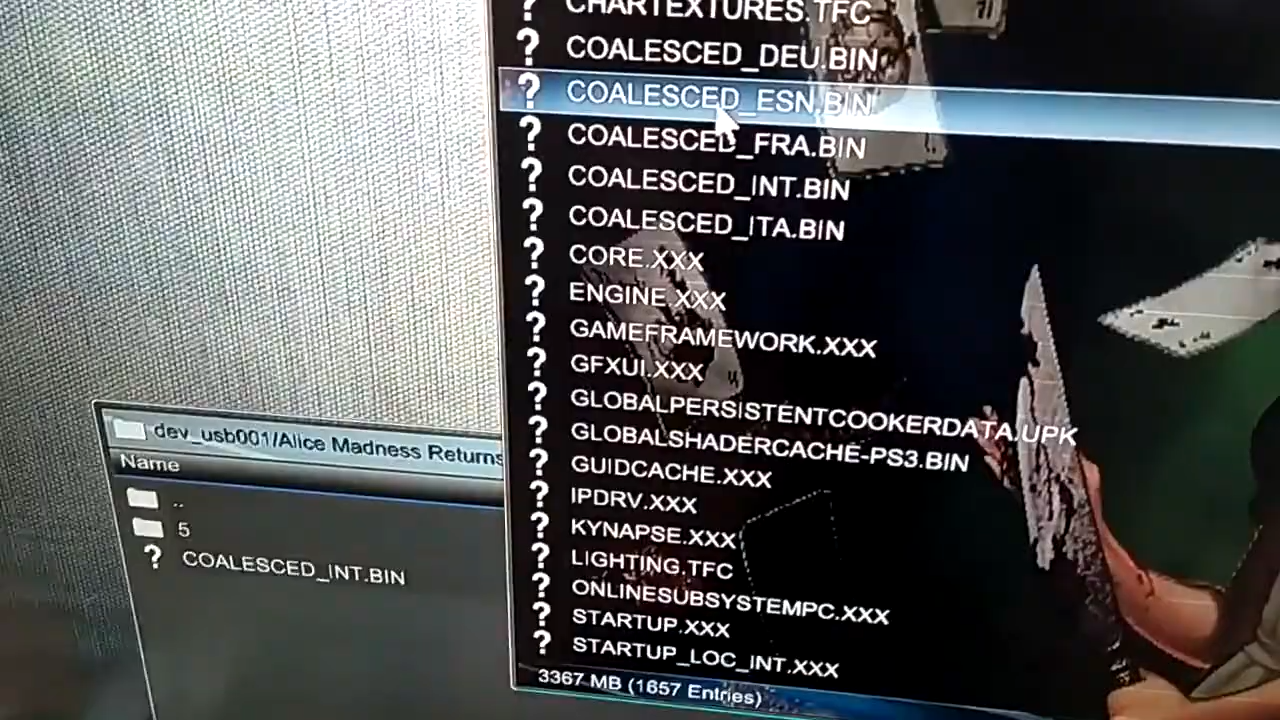 CHARTEXTURES.TFC
COALESCED_DEU.BIN
COALESCED_ESN.BIN
COALESCED_FRA.BIN
COALESCED_INT.BIN
COALESCED_ITA.BIN
CORE.XXX
ENGINE.XXX
GAMEFRAMEWORK.XXX
GFXUI.XXX
GLOBALPERSISTENTCOOKERDATA.UPK
GLOBALSHADERCACHE-PS3.BIN
GUIDCACHE.XXX
IPDRV.XXX
KYNAPSE.XXX
LIGHTING.TFC
ONLINESUBSYSTEMPC.XXX
STARTUP.XXX
STARTUP_LOC_INT.XXX
3367 MB (1657 Entries)
dev_usb001/Alice Madness Returns
Name
..
5
COALESCED_INT.BIN